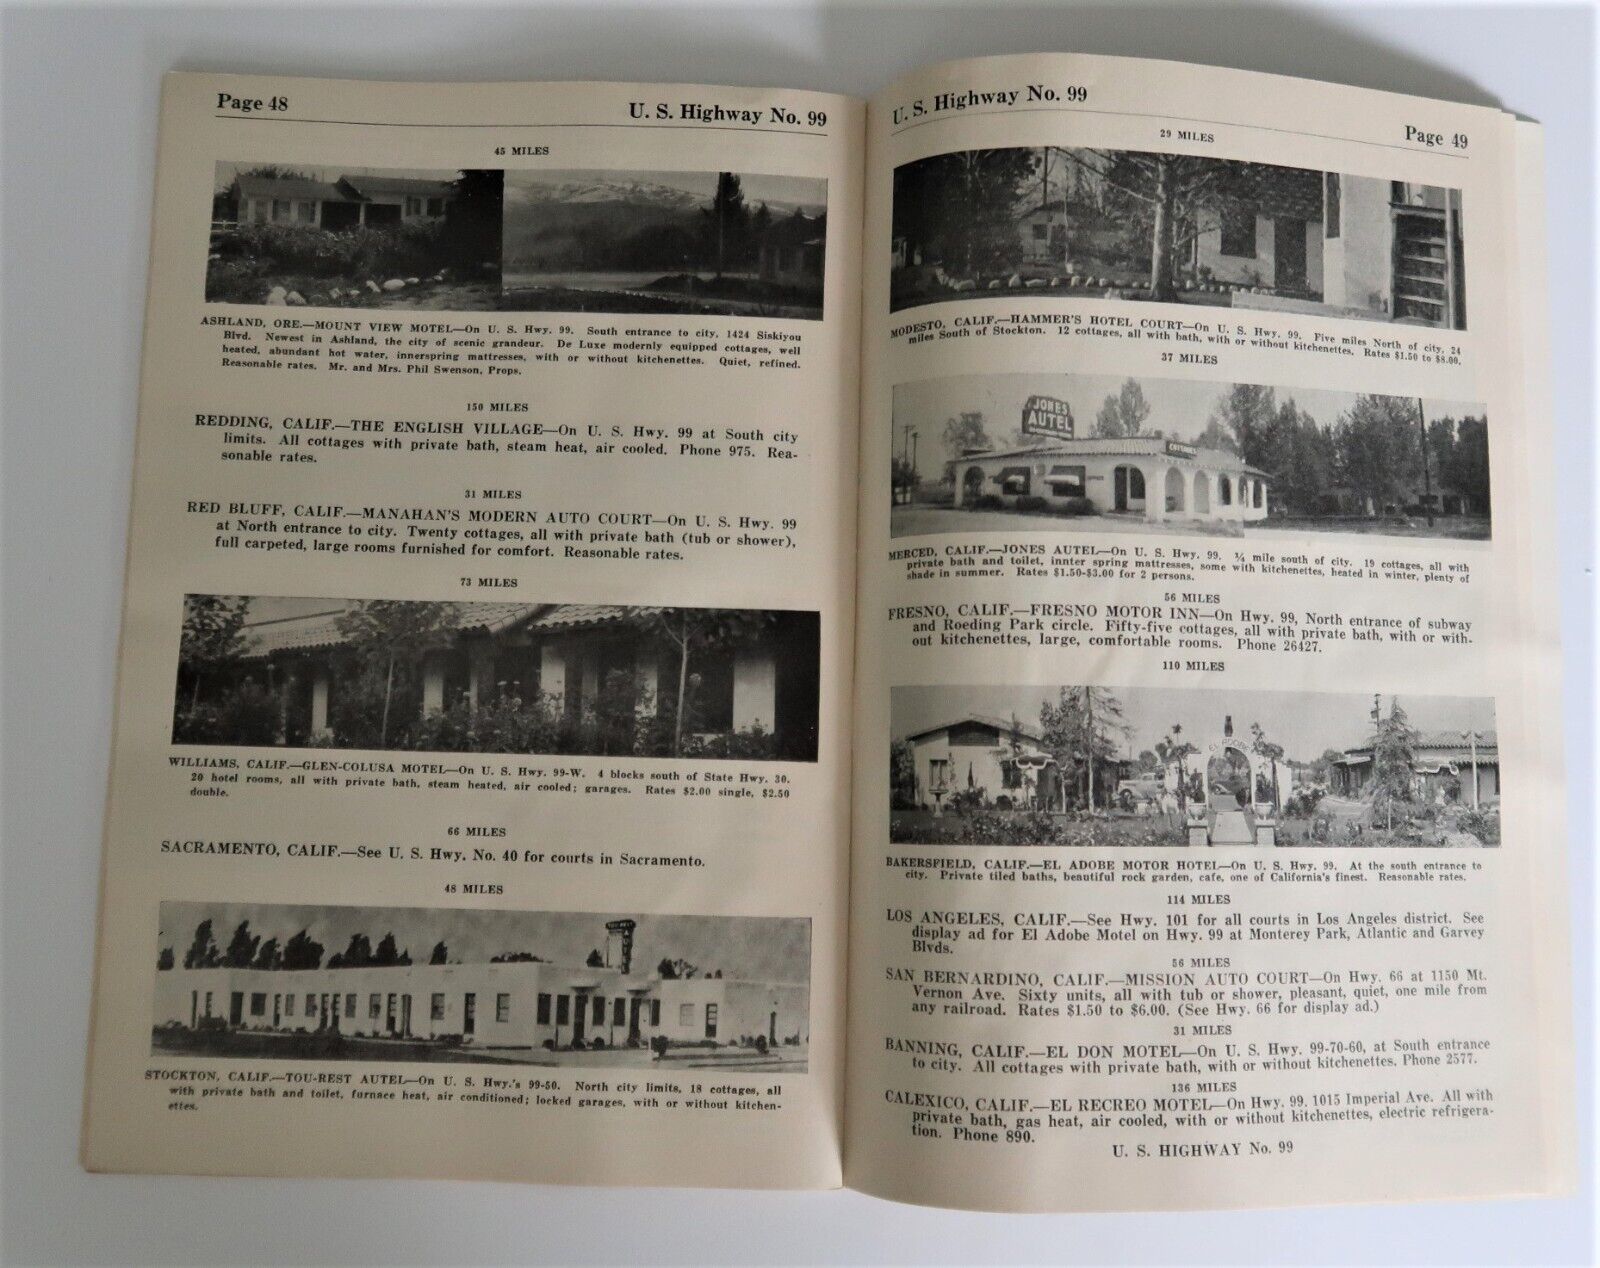 Page 48
U. S. Highway No. 99
45 MILES
ASHLAND, ORE.—MOUNT VIEW MOTEL—On U. S. Hwy. 99. South entrance to city, 1424 Siskiyou
Blvd. Newest in Ashland, the city of scenic grandeur. De Luxe modernly equipped cottages, well
heated, abundant hot water, innerspring mattresses, with or without kitchenettes. Quiet, refined.
Reasonable rates. Mr. and Mrs. Phil Swenson, Props.
150 MILES
REDDING, CALIF.—THE ENGLISH VILLAGE—On U. S. Hwy. 99 at South city
limits. All cottages with private bath, steam heat, air cooled. Phone 975. Rea-
sonable rates.
31 MILES
RED BLUFF, CALIF.—MANAHAN'S MODERN AUTO COURT—On U. S. Hwy. 99
at North entrance to city. Twenty cottages, all with private bath (tub or shower),
full carpeted, large rooms furnished for comfort. Reasonable rates.
73 MILES
WILLIAMS, CALIF.—GLEN-COLUSA MOTEL—On U. S. Hwy. 99-W. 4 blocks south of State Hwy. 30.
20 hotel rooms, all with private bath, steam heated, air cooled; garages. Rates $2.00 single, $2.50
double.
66 MILES
SACRAMENTO, CALIF.—See U. S. Hwy. No. 40 for courts in Sacramento.
48 MILES
STOCKTON, CALIF.—TOU-REST AUTEL—On U. S. Hwy.'s 99-50. North city limits, 18 cottages, all
with private bath and toilet, furnace heat, air conditioned; locked garages, with or without kitchen-
ettes.
U. S. Highway No. 99
Page 49
29 MILES
MODESTO, CALIF.—HAMMER'S HOTEL COURT—On U. S. Hwy. 99. Five miles North of city, 24
miles South of Stockton. 12 cottages, all with bath, with or without kitchenettes. Rates $1.50 to $8.00.
37 MILES
JONES
AUTEL
COTTAGES
MERCED, CALIF.—JONES AUTEL—On U. S. Hwy. 99. ¾ mile south of city. 19 cottages, all with
private bath and toilet, innter spring mattresses, some with kitchenettes, heated in winter, plenty of
shade in summer. Rates $1.50-$3.00 for 2 persons.
56 MILES
FRESNO, CALIF.—FRESNO MOTOR INN—On Hwy. 99, North entrance of subway
and Roeding Park circle. Fifty-five cottages, all with private bath, with or with-
out kitchenettes, large, comfortable rooms. Phone 26427.
110 MILES
EL ADOBE
BAKERSFIELD, CALIF.—EL ADOBE MOTOR HOTEL—On U. S. Hwy. 99. At the south entrance to
city. Private tiled baths, beautiful rock garden, cafe, one of California's finest. Reasonable rates.
114 MILES
LOS ANGELES, CALIF.—See Hwy. 101 for all courts in Los Angeles district. See
display ad for El Adobe Motel on Hwy. 99 at Monterey Park, Atlantic and Garvey
Blvds.
56 MILES
SAN BERNARDINO, CALIF.—MISSION AUTO COURT—On Hwy. 66 at 1150 Mt.
Vernon Ave. Sixty units, all with tub or shower, pleasant, quiet, one mile from
any railroad. Rates $1.50 to $6.00. (See Hwy. 66 for display ad.)
31 MILES
BANNING, CALIF.—EL DON MOTEL—On U. S. Hwy. 99-70-60, at South entrance
to city. All cottages with private bath, with or without kitchenettes. Phone 2577.
136 MILES
CALEXICO, CALIF.—EL RECREO MOTEL—On Hwy. 99, 1015 Imperial Ave. All with
private bath, gas heat, air cooled, with or without kitchenettes, electric refrigera-
tion. Phone 890.
U. S. HIGHWAY No. 99